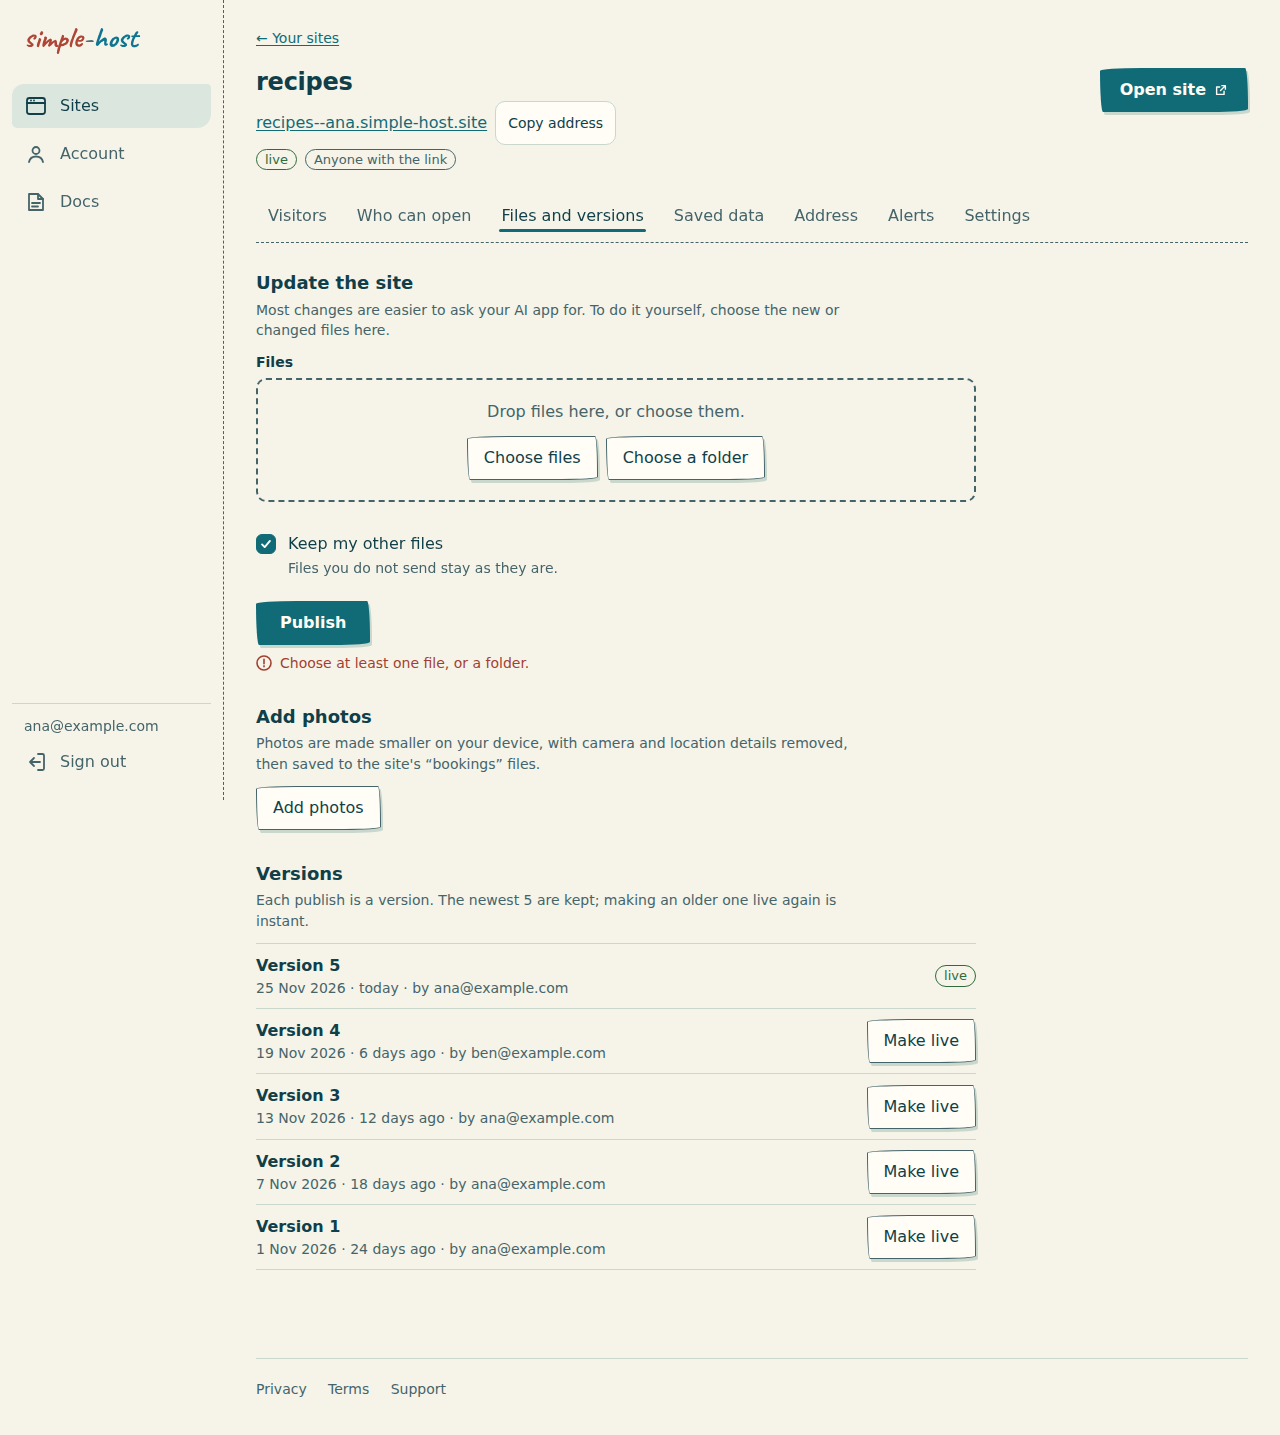 simple-host
Sites
Account
Docs
ana@example.com
Sign out
← Your sites
recipes
recipes--ana.simple-host.site
Copy address
live
Anyone with the link
Open site
Visitors
Who can open
Files and versions
Saved data
Address
Alerts
Settings
Update the site
Most changes are easier to ask your AI app for. To do it yourself, choose the new or
changed files here.
Files
Drop files here, or choose them.
Choose files
Choose a folder
Keep my other files
Files you do not send stay as they are.
Publish
Choose at least one file, or a folder.
Add photos
Photos are made smaller on your device, with camera and location details removed,
then saved to the site's “bookings” files.
Add photos
Versions
Each publish is a version. The newest 5 are kept; making an older one live again is
instant.
Version 5
25 Nov 2026 · today · by ana@example.com
live
Version 4
19 Nov 2026 · 6 days ago · by ben@example.com
Make live
Version 3
13 Nov 2026 · 12 days ago · by ana@example.com
Make live
Version 2
7 Nov 2026 · 18 days ago · by ana@example.com
Make live
Version 1
1 Nov 2026 · 24 days ago · by ana@example.com
Make live
Privacy
Terms
Support